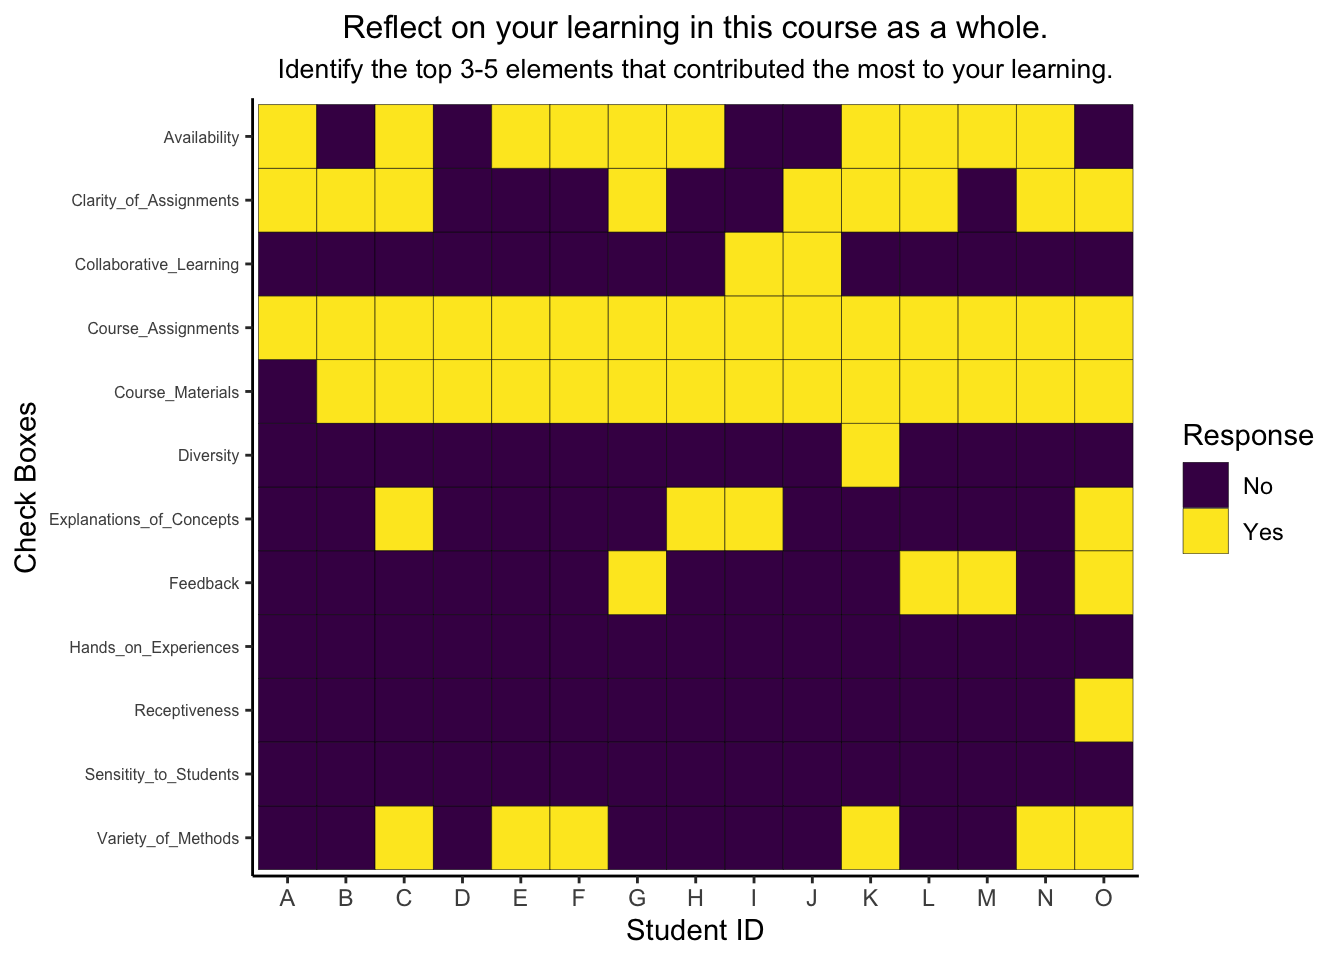 Reflect on your learning in this course as a whole.
Identify the top 3-5 elements that contributed the most to your learning.
Check Boxes
Availability
Clarity_of_Assignments
Collaborative_Learning
Course_Assignments
Course_Materials
Diversity
Explanations_of_Concepts
Feedback
Hands_on_Experiences
Receptiveness
Sensitity_to_Students
Variety_of_Methods
A B C D E F G H I J K L M N O
Student ID
Response
No
Yes